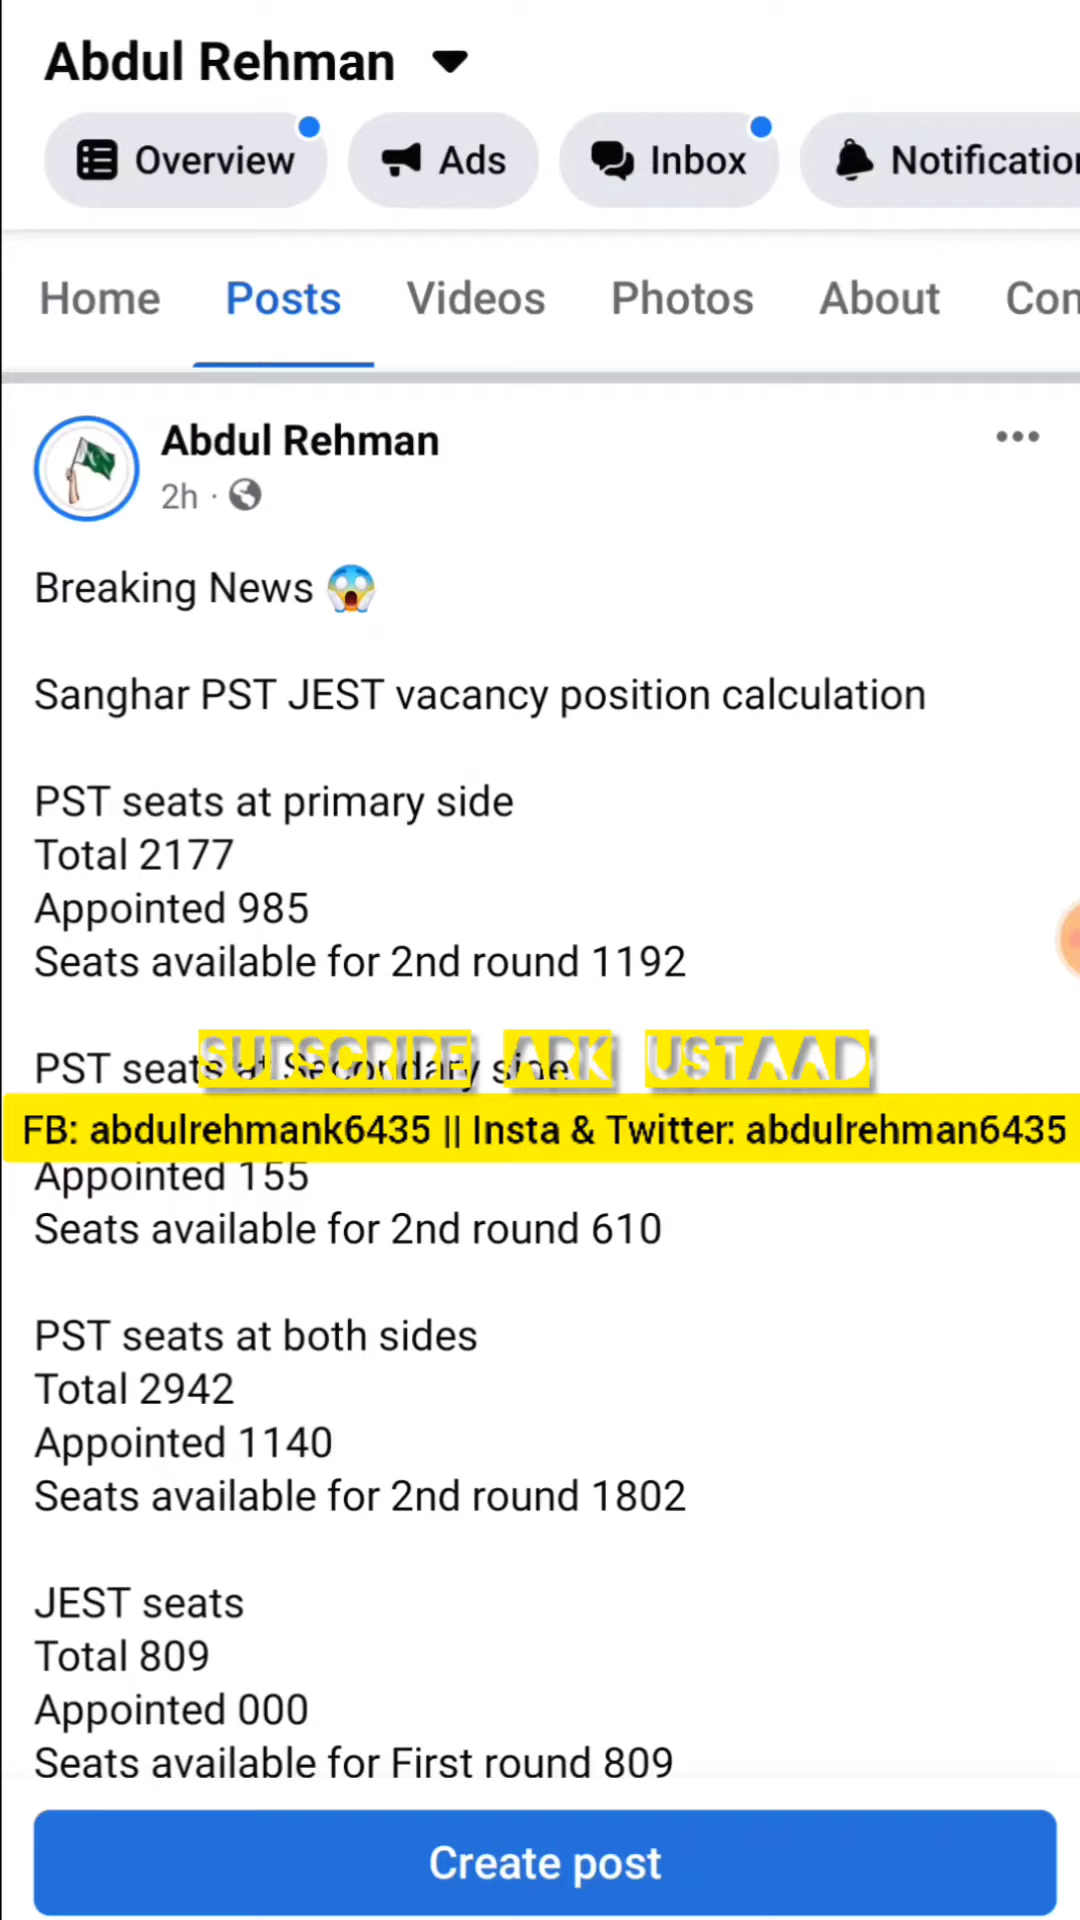 Abdul Rehman
Overview
Ads
Inbox
Notification
Home
Posts
Videos
Photos
About
Abdul Rehman
2h
Breaking News 😱
Sanghar PST JEST vacancy position calculation
PST seats at primary side
Total 2177
Appointed 985
Seats available for 2nd round 1192
SUBSCRIBE ARK USTAAD
PST seats at Secondary side
FB: abdulrehmank6435 || Insta & Twitter: abdulrehman6435
Appointed 155
Seats available for 2nd round 610
PST seats at both sides
Total 2942
Appointed 1140
Seats available for 2nd round 1802
JEST seats
Total 809
Appointed 000
Seats available for First round 809
Create post